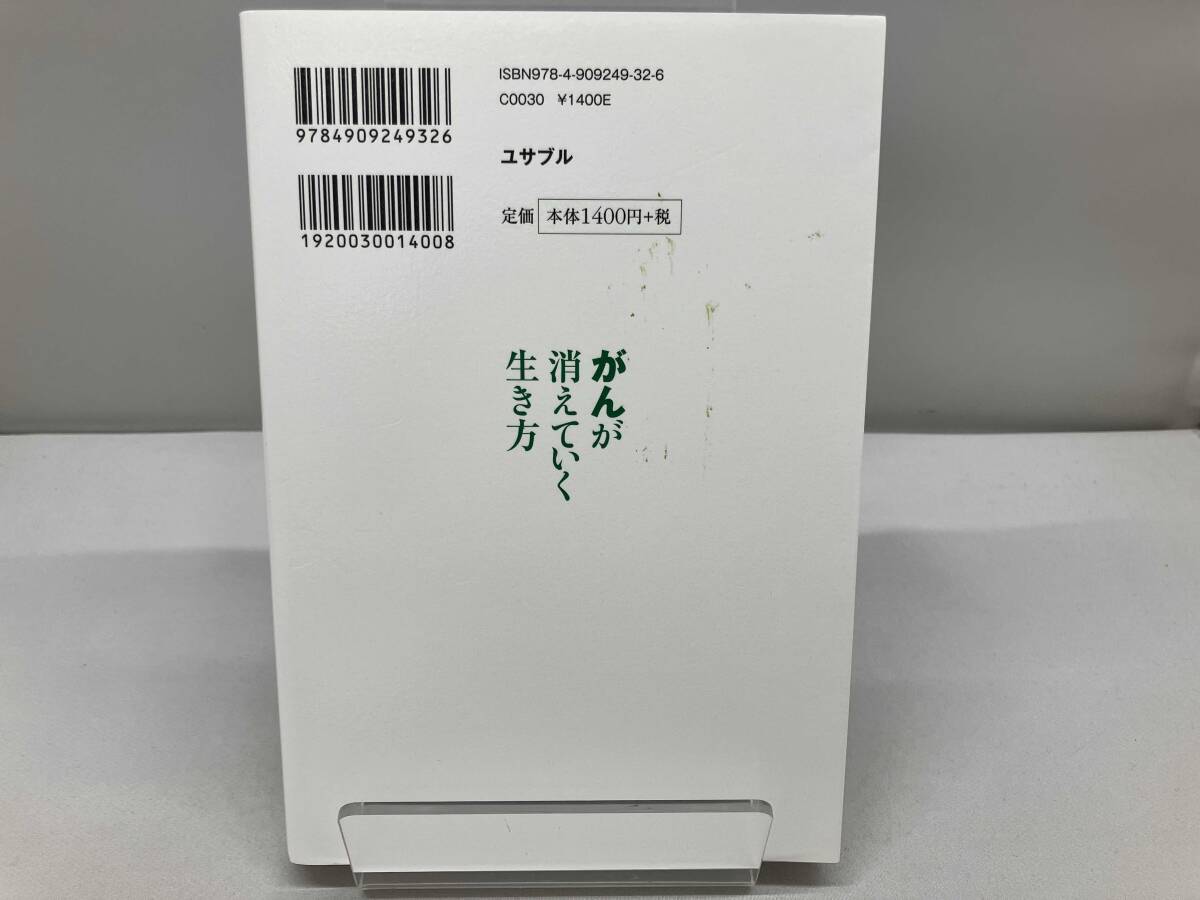 ISBN978-4-909249-32-6
C0030 ¥1400E
9784909249326
ユサブル
1920030014008
定価 本体1400円+税
がんが
消えていく
生き方